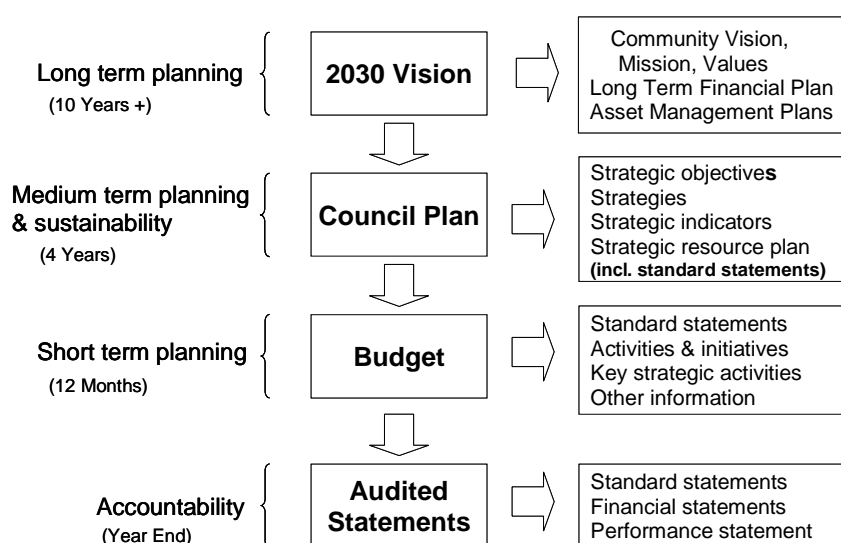 Long term planning
(10 Years +)
2030 Vision
Community Vision,
Mission, Values
Long Term Financial Plan
Asset Management Plans
Medium term planning
& sustainability
(4 Years)
Council Plan
Strategic objectives
Strategies
Strategic indicators
Strategic resource plan
(incl. standard statements)
Short term planning
(12 Months)
Budget
Standard statements
Activities & initiatives
Key strategic activities
Other information
Accountability
(Year End)
Audited
Statements
Standard statements
Financial statements
Performance statement